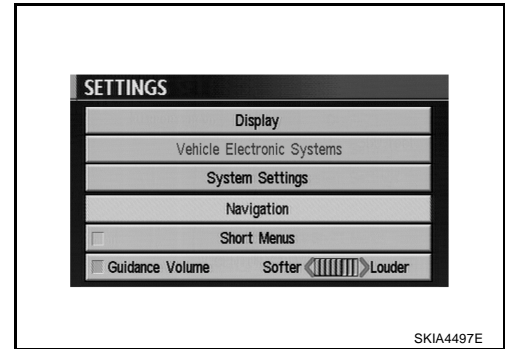 SETTINGS
Display
Vehicle Electronic Systems
System Settings
Navigation
Short Menus
Guidance Volume Softer Louder
SKIA4497E